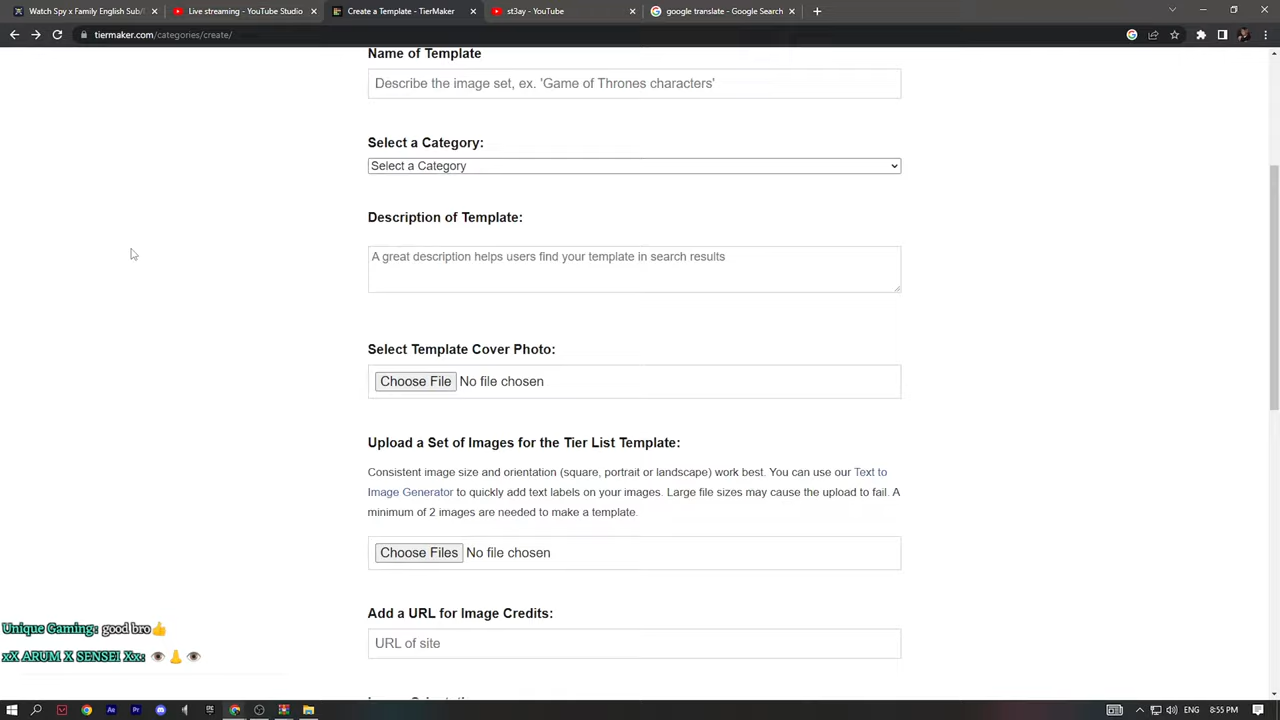 Watch Spy x Family English Sub/
Live streaming - YouTube Studio
Create a Template - TierMaker
st3ay - YouTube
google translate - Google Search
tiermaker.com/categories/create/
Name of Template
Describe the image set, ex. 'Game of Thrones characters'
Select a Category:
Select a Category
Description of Template:
A great description helps users find your template in search results
Select Template Cover Photo:
Choose File No file chosen
Upload a Set of Images for the Tier List Template:
Consistent image size and orientation (square, portrait or landscape) work best. You can use our Text to
Image Generator to quickly add text labels on your images. Large file sizes may cause the upload to fail. A
minimum of 2 images are needed to make a template.
Choose Files No file chosen
Add a URL for Image Credits:
URL of site
Unique Gaming: good bro👍
xX ARUM X SENSEI Xx: 👁️👃👁️
ENG 8:55 PM